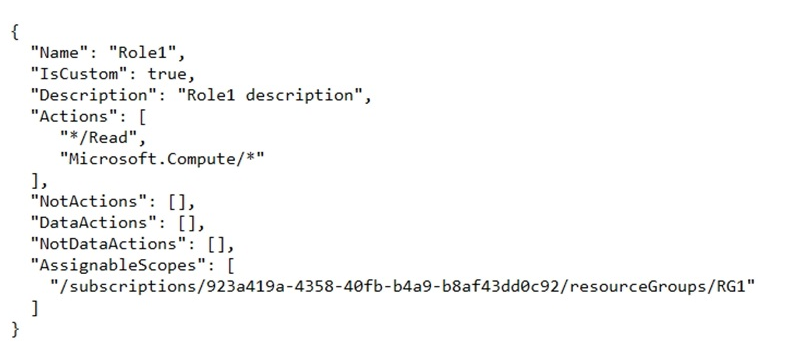 {
"Name": "Role1",
"IsCustom": true,
"Description": "Role1 description",
"Actions": [
"*/Read",
"Microsoft.Compute/*"
],
"NotActions": [],
"DataActions": [],
"NotDataActions": [],
"AssignableScopes": [
"/subscriptions/923a419a-4358-40fb-b4a9-b8af43dd0c92/resourceGroups/RG1"
]
}